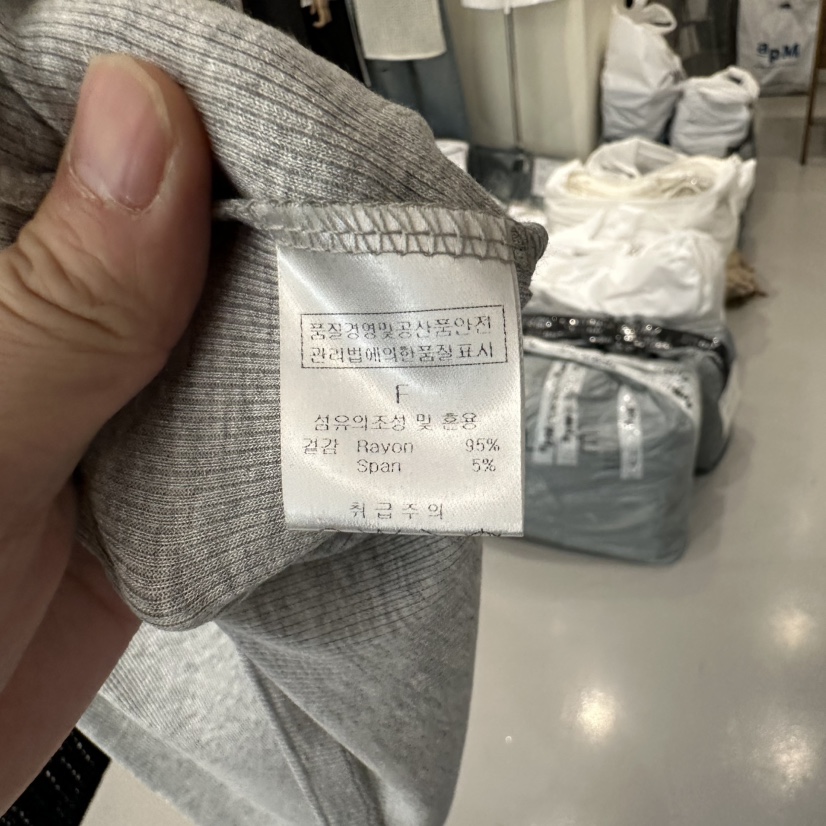 품질경영및공산품안전
관리법에의한품질표시
F
섬유의조성 및 혼용
겉감 Rayon 95%
Span 5%
취급주의
apM